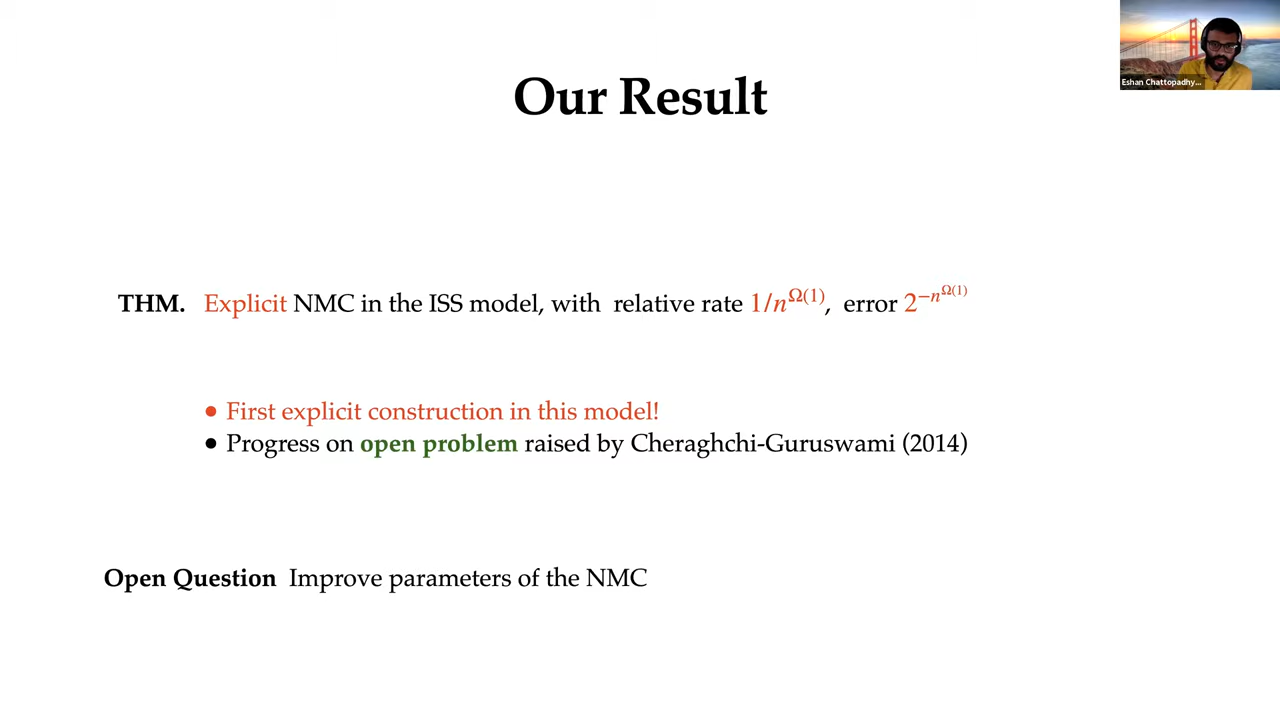 Eshan Chattopadhy...
Our Result
THM. Explicit NMC in the ISS model, with relative rate 1/n^{Ω(1)}, error 2^{−n^{Ω(1)}}
• First explicit construction in this model!
• Progress on open problem raised by Cheraghchi-Guruswami (2014)
Open Question Improve parameters of the NMC